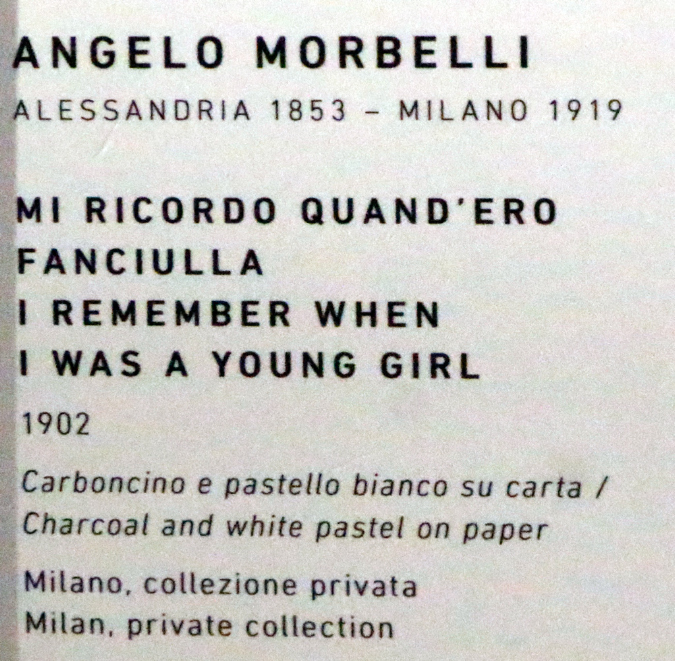 ANGELO MORBELLI
ALESSANDRIA 1853 – MILANO 1919
MI RICORDO QUAND'ERO
FANCIULLA
I REMEMBER WHEN
I WAS A YOUNG GIRL
1902
Carboncino e pastello bianco su carta /
Charcoal and white pastel on paper
Milano, collezione privata
Milan, private collection